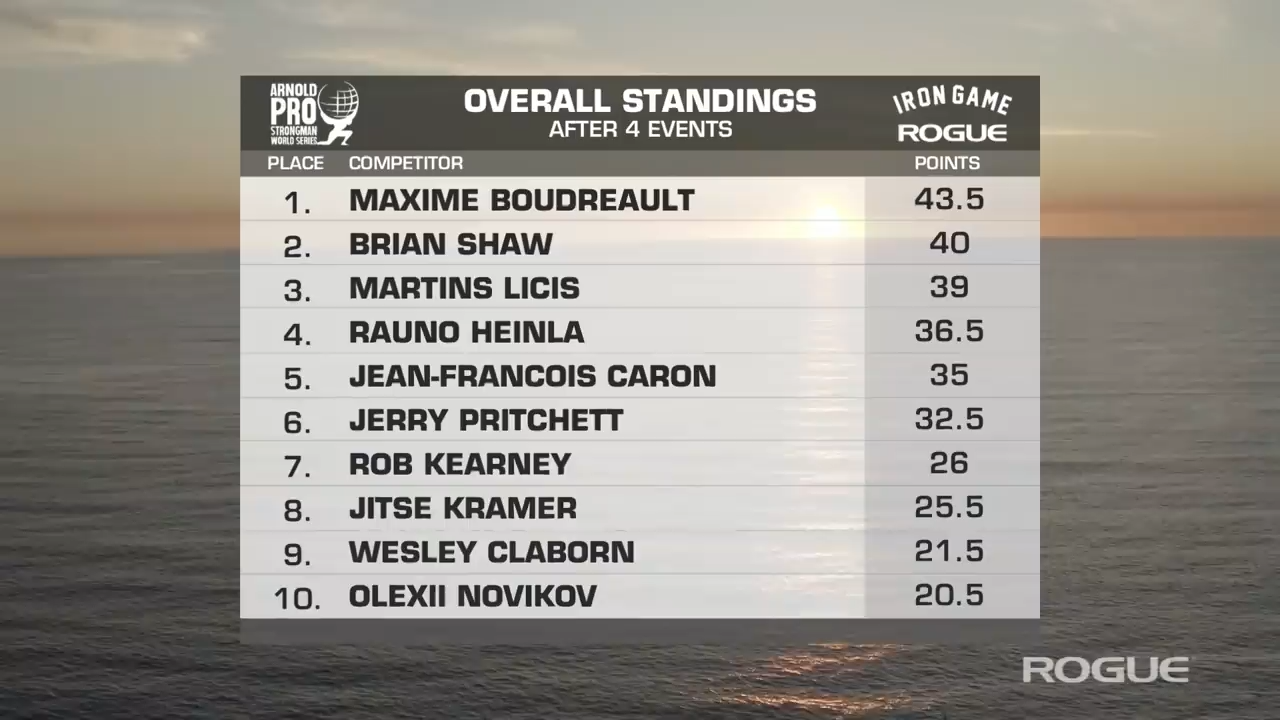 ARNOLD
PRO
STRONGMAN
WORLD SERIES
OVERALL STANDINGS
AFTER 4 EVENTS
IRON GAME
ROGUE
PLACE COMPETITOR POINTS
1. MAXIME BOUDREAULT 43.5
2. BRIAN SHAW 40
3. MARTINS LICIS 39
4. RAUNO HEINLA 36.5
5. JEAN-FRANCOIS CARON 35
6. JERRY PRITCHETT 32.5
7. ROB KEARNEY 26
8. JITSE KRAMER 25.5
9. WESLEY CLABORN 21.5
10. OLEXII NOVIKOV 20.5
ROGUE